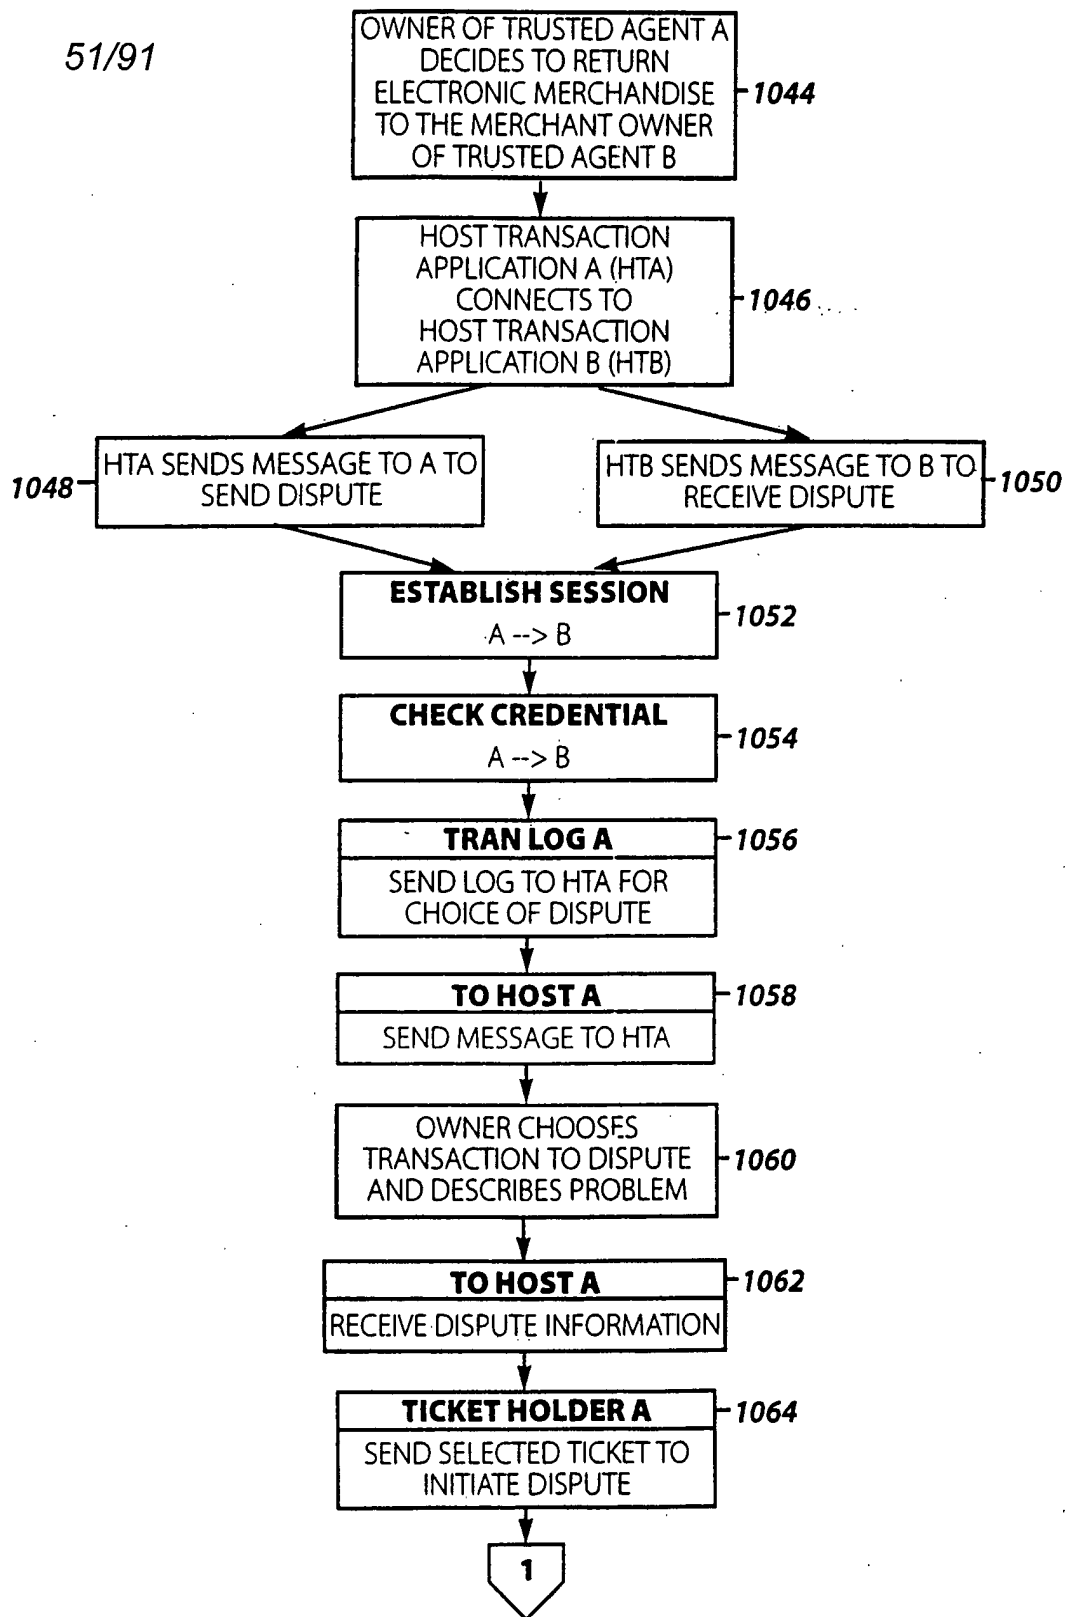 51/91
OWNER OF TRUSTED AGENT A
DECIDES TO RETURN
ELECTRONIC MERCHANDISE
TO THE MERCHANT OWNER
OF TRUSTED AGENT B
1044
HOST TRANSACTION
APPLICATION A (HTA)
CONNECTS TO
HOST TRANSACTION
APPLICATION B (HTB)
1046
1048
HTA SENDS MESSAGE TO A TO
SEND DISPUTE
HTB SENDS MESSAGE TO B TO
RECEIVE DISPUTE
1050
ESTABLISH SESSION
A --> B
1052
CHECK CREDENTIAL
A --> B
1054
TRAN LOG A
1056
SEND LOG TO HTA FOR
CHOICE OF DISPUTE
TO HOST A
1058
SEND MESSAGE TO HTA
OWNER CHOOSES
TRANSACTION TO DISPUTE
AND DESCRIBES PROBLEM
1060
TO HOST A
1062
RECEIVE DISPUTE INFORMATION
TICKET HOLDER A
1064
SEND SELECTED TICKET TO
INITIATE DISPUTE
1